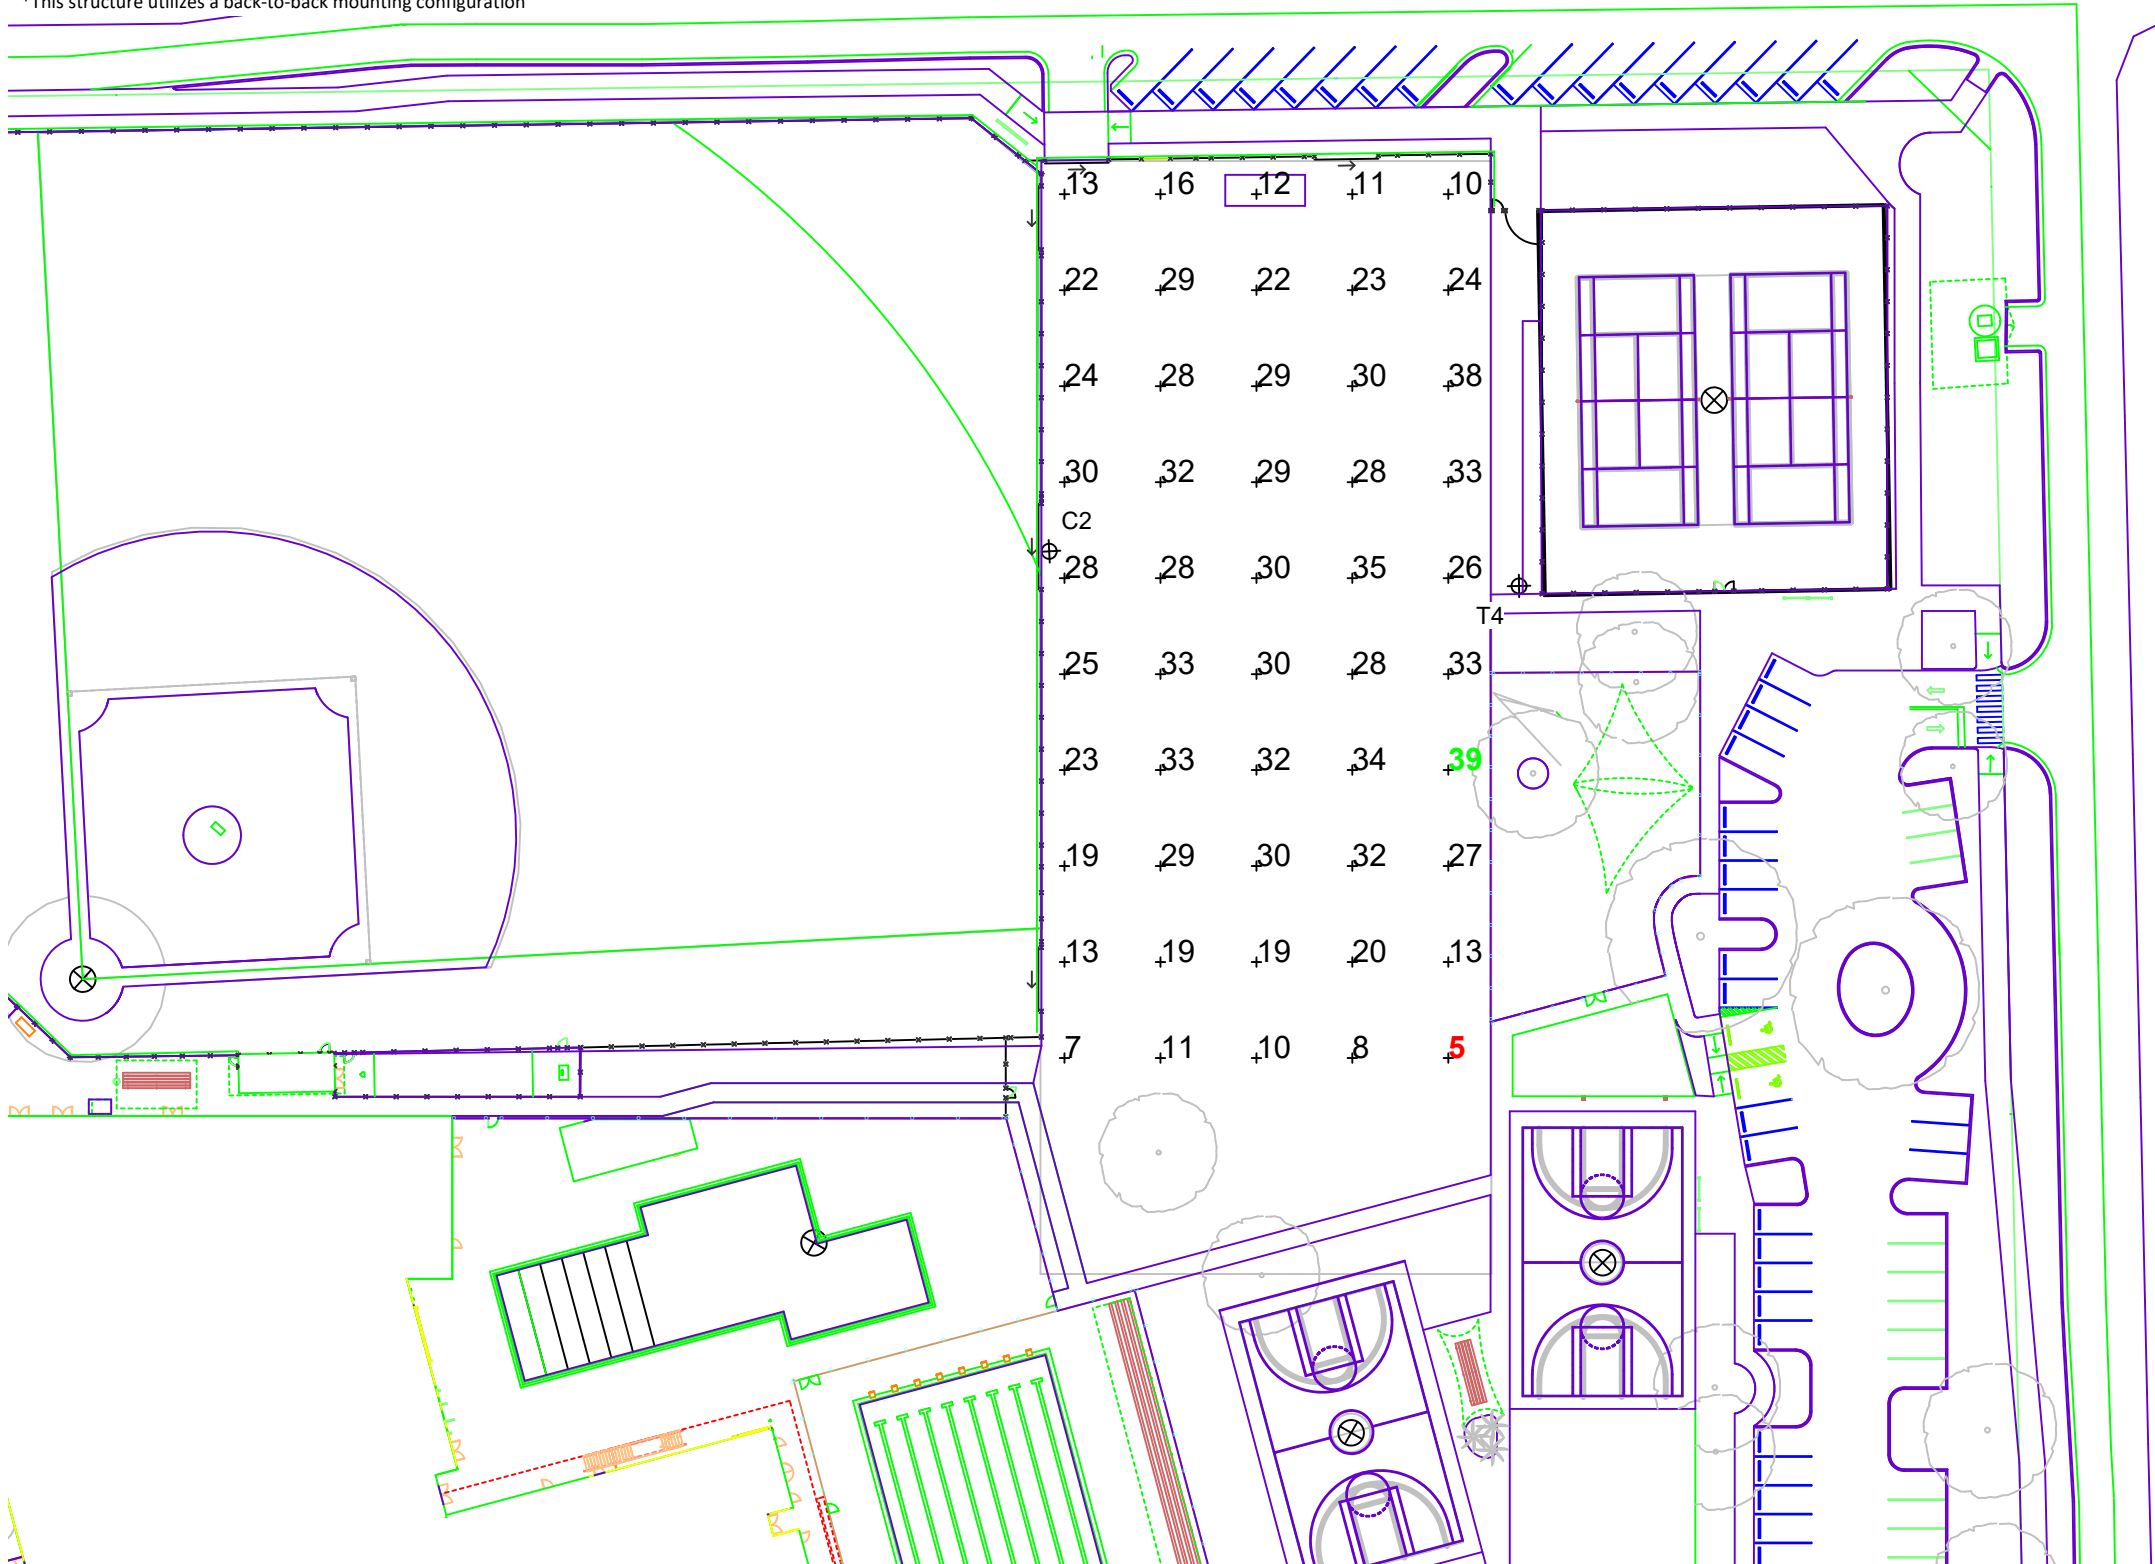 *This structure utilizes a back-to-back mounting configuration
13 16 12 11 10
22 29 22 23 24
24 28 29 30 38
30 32 29 28 33
C2
28 28 30 35 26
T4
25 33 30 28 33
23 33 32 34 39
19 29 30 32 27
13 19 19 20 13
7 11 10 8 5